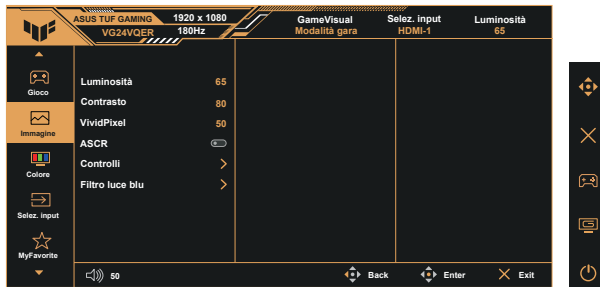 ASUS TUF GAMING 1920 x 1080
VG24VQER 180Hz
GameVisual
Modalità gara
Selez. input
HDMI-1
Luminosità
65
Gioco
Immagine
Colore
Selez. input
MyFavorite
Luminosità 65
Contrasto 80
VividPixel 50
ASCR
Controlli
Filtro luce blu
50
Back
Enter
Exit